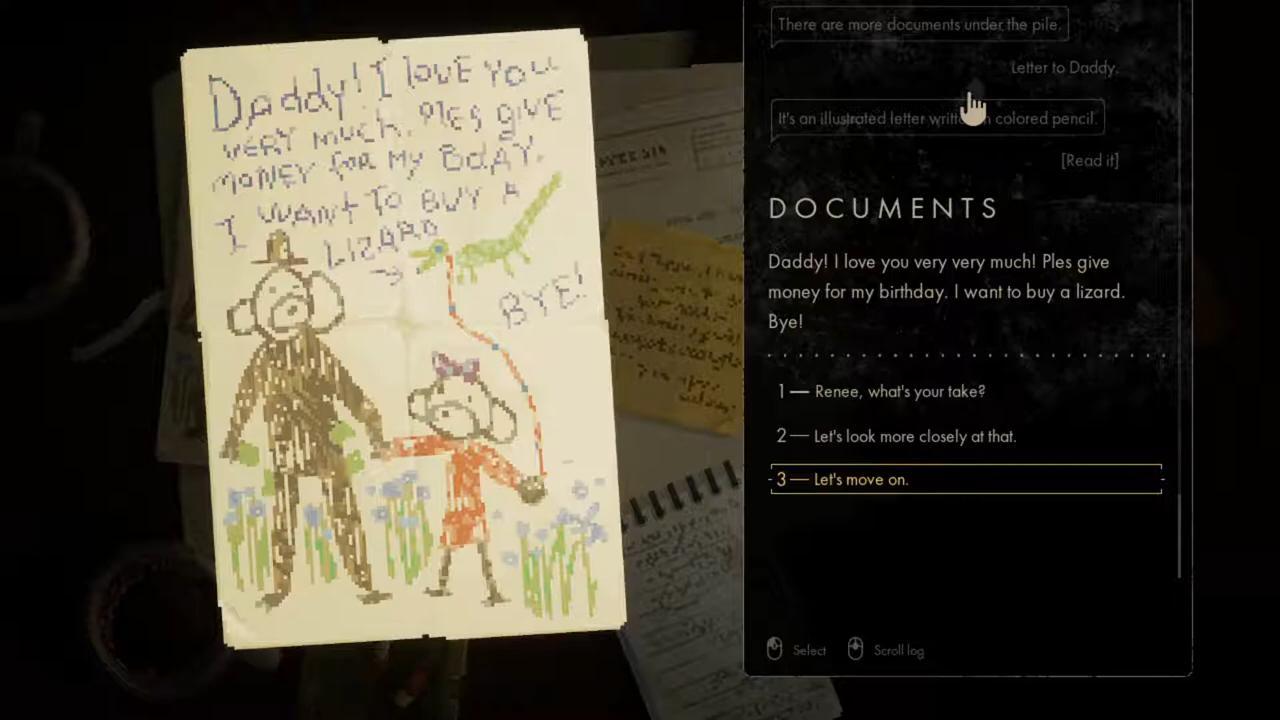 Daddy! I love You
VERY much. Ples GIVE
MONEY for MY BDAY.
I WANT TO BUY A
LIZARD
BYE!
There are more documents under the pile.
Letter to Daddy.
It's an illustrated letter written in colored pencil.
[Read it]
DOCUMENTS
Daddy! I love you very very much! Ples give
money for my birthday. I want to buy a lizard.
Bye!
1 — Renee, what's your take?
2 — Let's look more closely at that.
3 — Let's move on.
Select Scroll log